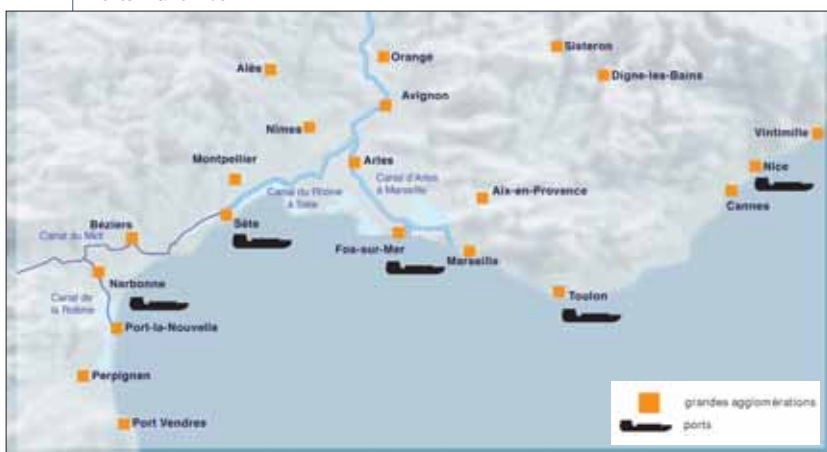 Orange
Sisteron
Alès
Digne-les-Bains
Avignon
Nîmes
Vintimille
Montpellier
Arles
Nice
Canal d'Arles
à Marseille
Canal du Rhône
à Sète
Aix-en-Provence
Cannes
Béziers
Sète
Canal du Midi
Fos-sur-Mer
Marseille
Narbonne
Toulon
Canal de
la Robine
Port-la-Nouvelle
Perpignan
Port Vendres
grandes agglomérations
ports